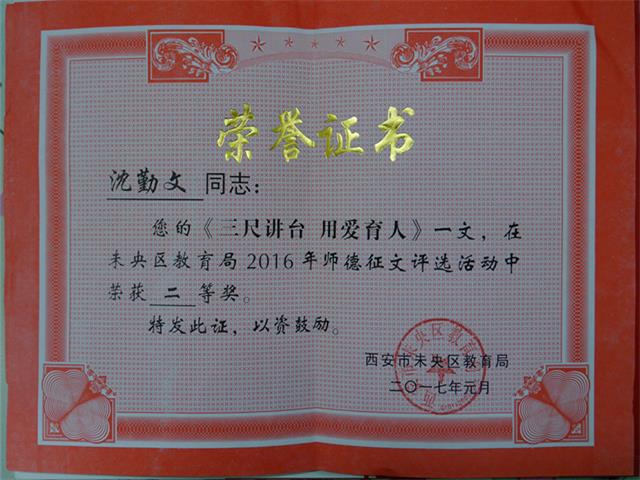 荣誉证书
沈勤文同志：
您的《三尺讲台 用爱育人》一文，在
未央区教育局2016年师德征文评选活动中
荣获二等奖。
特发此证，以资鼓励。
西安市未央区教育局
二〇一七年元月